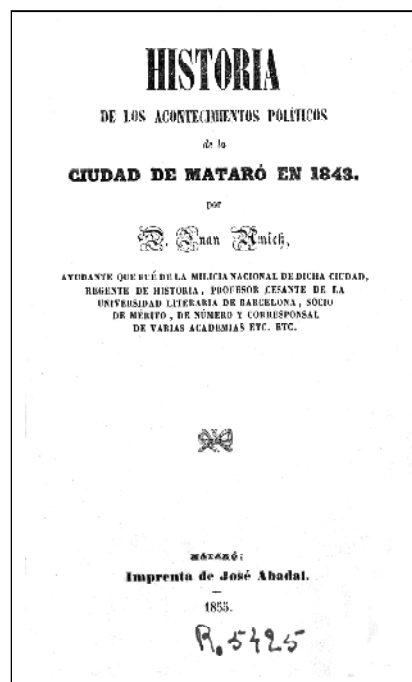 HISTORIA
DE LOS ACONTECIMIENTOS POLÍTICOS
de la
CIUDAD DE MATARÓ EN 1843.
por
D. Juan Amich,
AYUDANTE QUE FUÉ DE LA MILICIA NACIONAL DE DICHA CIUDAD,
REGENTE DE HISTORIA, PROFESOR CESANTE DE LA
UNIVERSIDAD LITERARIA DE BARCELONA, SOCIO
DE MÉRITO, DE NÚMERO Y CORRESPONSAL
DE VARIAS ACADEMIAS ETC. ETC.
MATARÓ:
Imprenta de José Abadal.
1855.
R. 5425